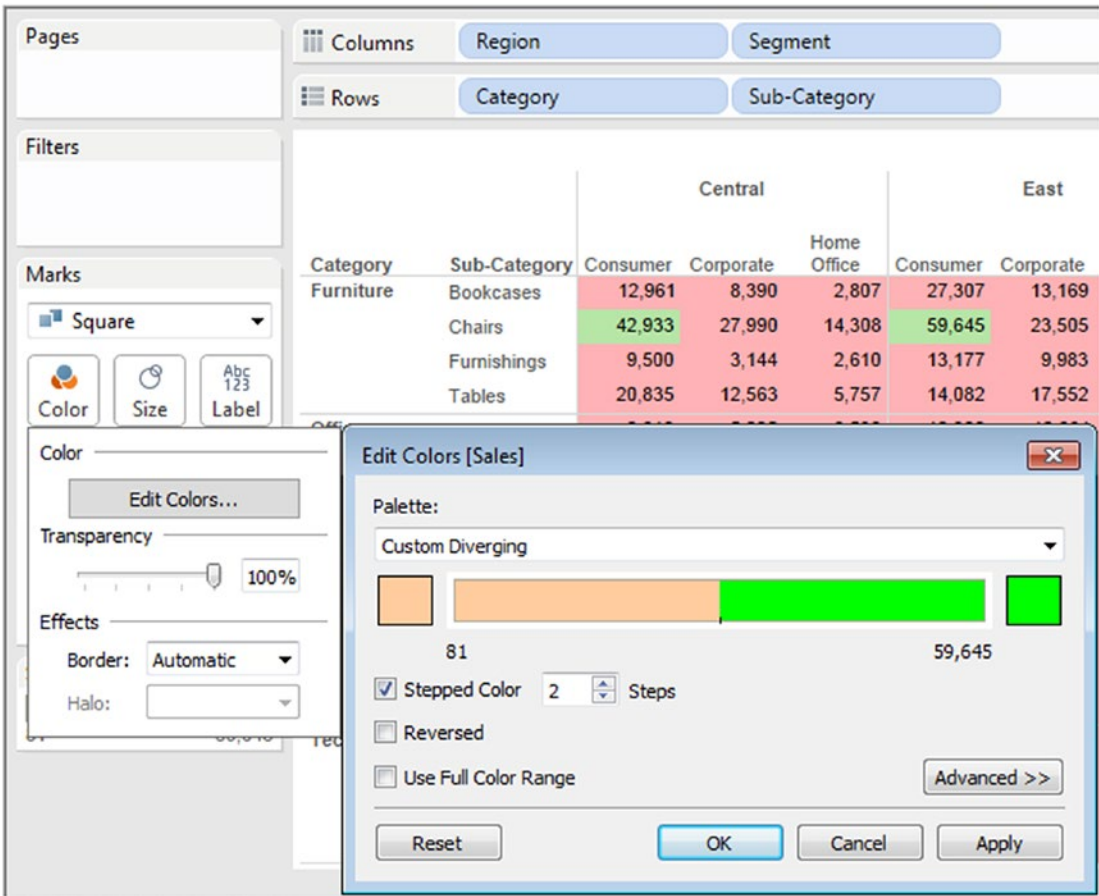 Pages
Columns Region Segment
Rows Category Sub-Category
Filters
Central East
Home
Category Sub-Category Consumer Corporate Office Consumer Corporate
Furniture Bookcases 12,961 8,390 2,807 27,307 13,169
Chairs 42,933 27,990 14,308 59,645 23,505
Furnishings 9,500 3,144 2,610 13,177 9,983
Tables 20,835 12,563 5,757 14,082 17,552
Marks
Square
Abc
123
Color Size Label
Color
Edit Colors...
Transparency
100%
Effects
Border: Automatic
Halo:
Edit Colors [Sales]
Palette:
Custom Diverging
81 59,645
Stepped Color 2 Steps
Reversed
Use Full Color Range
Advanced >>
Reset OK Cancel Apply